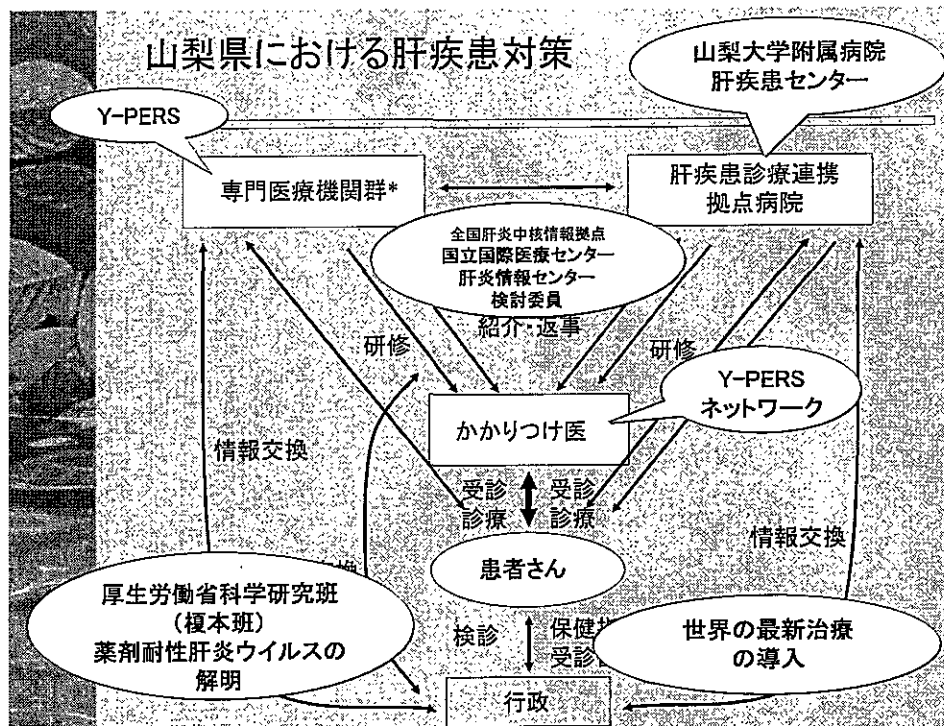 山梨県における肝疾患対策
山梨大学附属病院
肝疾患センター
Y-PERS
専門医療機関群*
肝疾患診療連携
拠点病院
全国肝炎中核情報拠点
国立国際医療センター
肝炎情報センター
検討委員
紹介・返事
研修
研修
Y-PERS
ネットワーク
かかりつけ医
情報交換
受診
診療
受診
診療
情報交換
患者さん
厚生労働省科学研究班
(榎本班)
薬剤耐性肝炎ウイルスの
解明
検診
保健
受診
世界の最新治療
の導入
行政